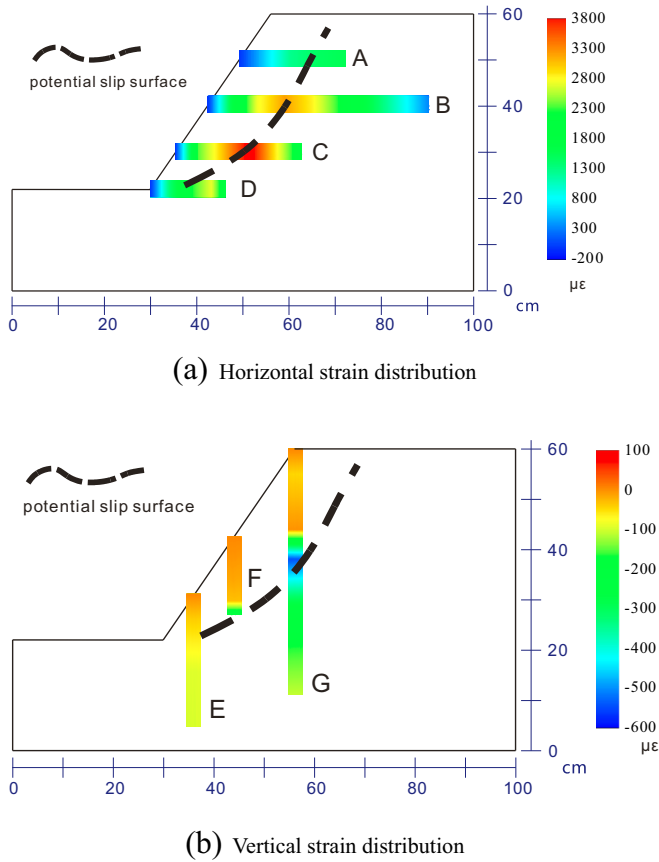 potential slip surface
A
B
C
D
60
40
20
0
cm
0 20 40 60 80 100
3800
3300
2800
2300
1800
1300
800
300
-200
με
(a) Horizontal strain distribution
potential slip surface
E
F
G
60
40
20
0
cm
0 20 40 60 80 100
100
0
-100
-200
-300
-400
-500
-600
με
(b) Vertical strain distribution